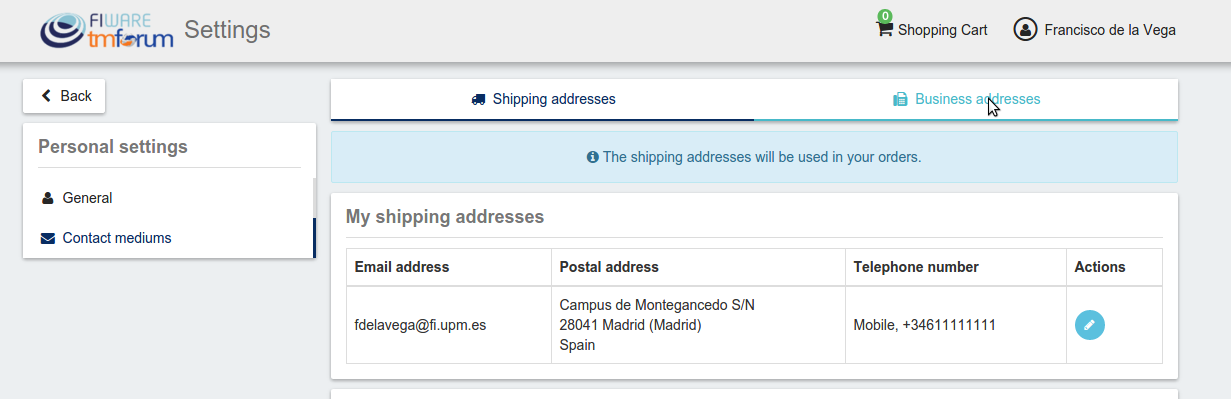 FIWARE
tmforum
Settings
0
Shopping Cart
Francisco de la Vega
Back
Personal settings
General
Contact mediums
Shipping addresses
Business addresses
The shipping addresses will be used in your orders.
My shipping addresses
Email address
Postal address
Telephone number
Actions
fdelavega@fi.upm.es
Campus de Montegancedo S/N
28041 Madrid (Madrid)
Spain
Mobile, +34611111111